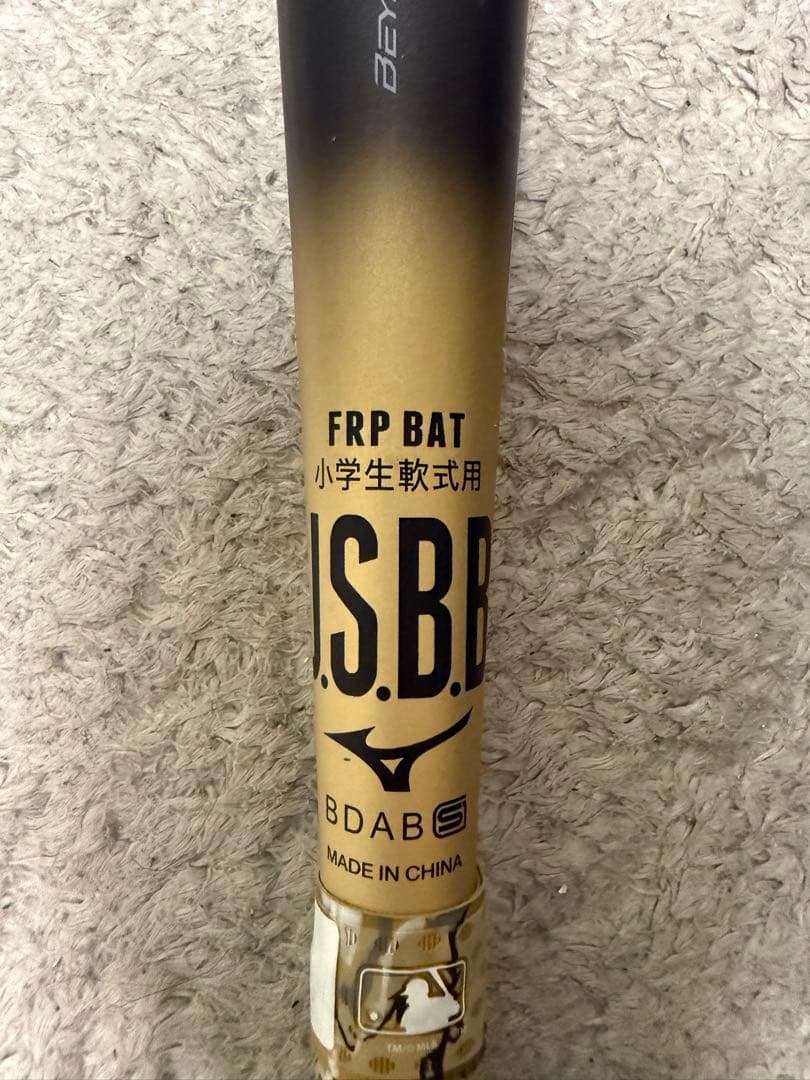 FRP BAT
小学生軟式用
J.S.B.B
BDAB S
MADE IN CHINA